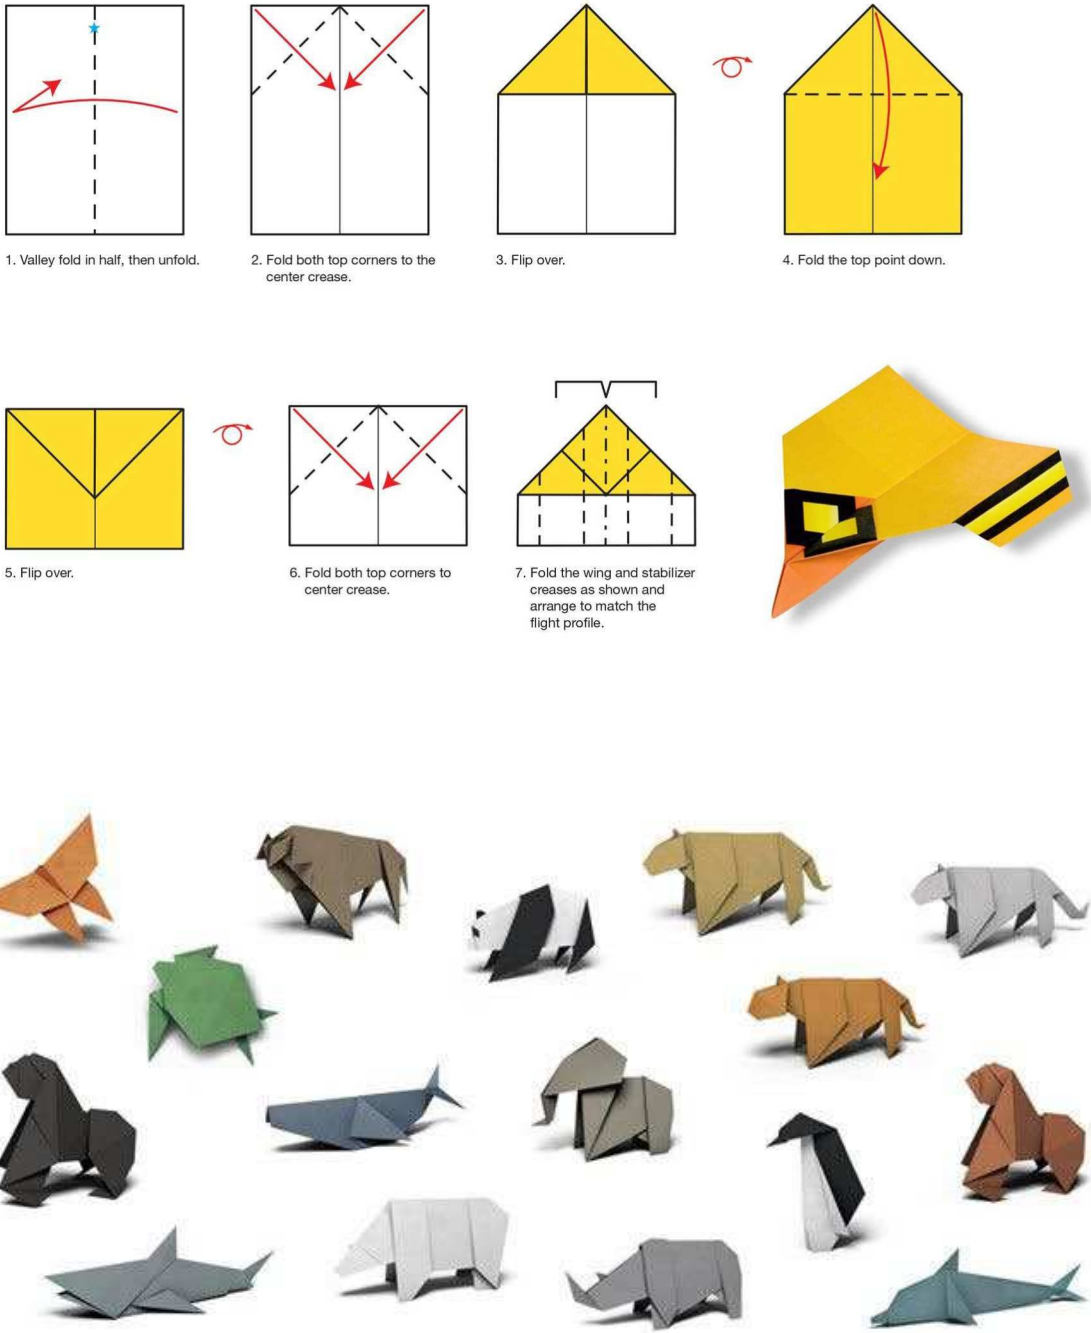 1. Valley fold in half, then unfold.
2. Fold both top corners to the
center crease.
3. Flip over.
4. Fold the top point down.
5. Flip over.
6. Fold both top corners to
center crease.
7. Fold the wing and stabilizer
creases as shown and
arrange to match the
flight profile.